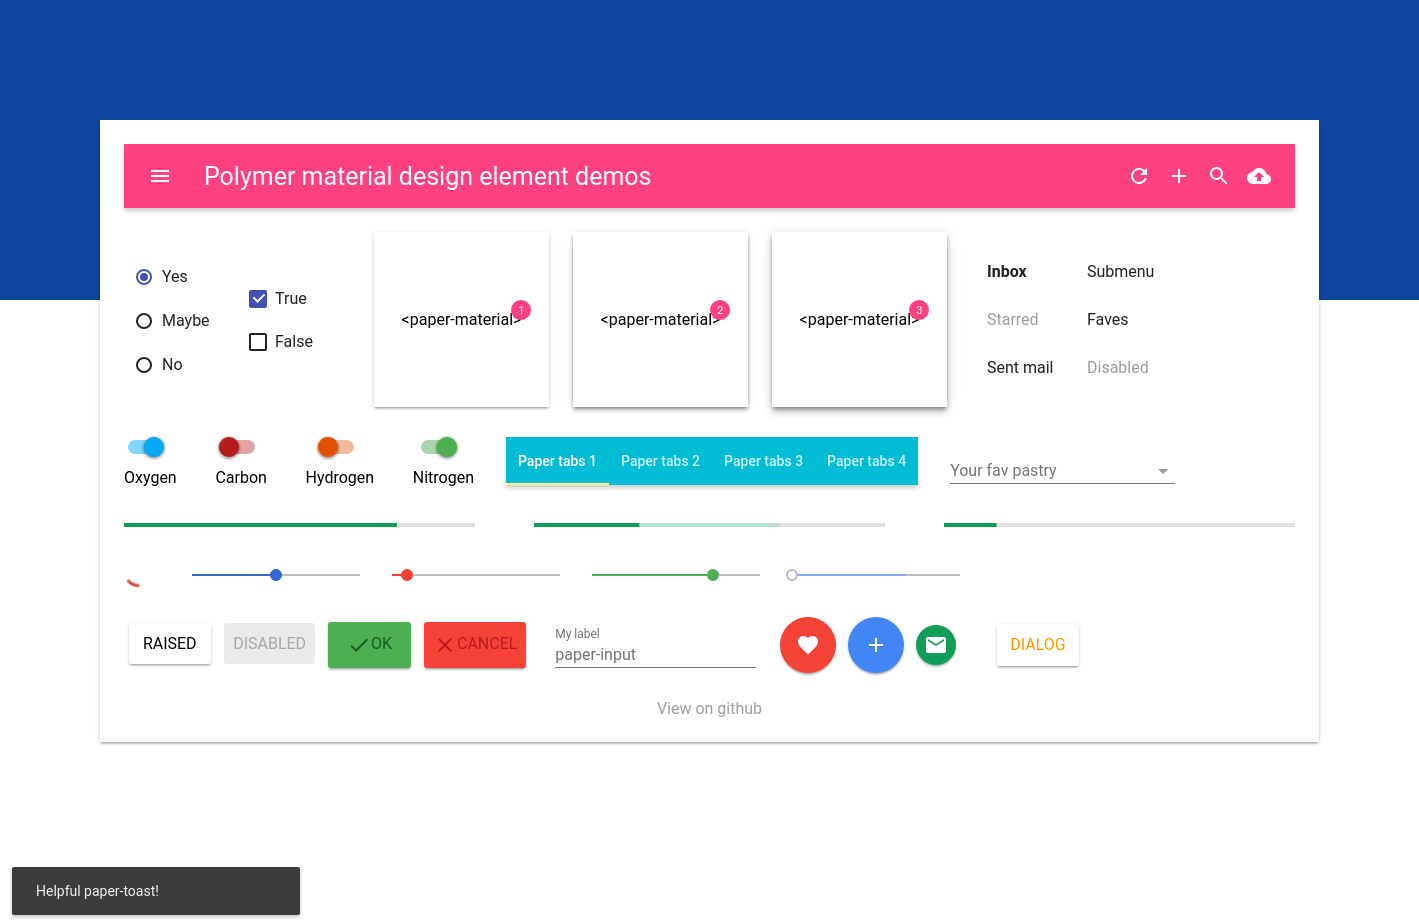 Polymer material design element demos
Yes
Maybe
No
True
False
<paper-material>
1
<paper-material>
2
<paper-material>
3
Inbox
Submenu
Starred
Faves
Sent mail
Disabled
Oxygen
Carbon
Hydrogen
Nitrogen
Paper tabs 1
Paper tabs 2
Paper tabs 3
Paper tabs 4
Your fav pastry
RAISED
DISABLED
OK
CANCEL
My label
paper-input
DIALOG
View on github
Helpful paper-toast!